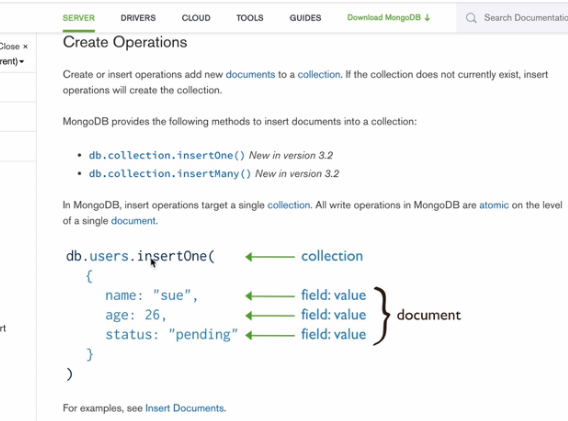 SERVER DRIVERS CLOUD TOOLS GUIDES Download MongoDB Search Documentatio
Close ×
rent)
Create Operations
Create or insert operations add new documents to a collection. If the collection does not currently exist, insert
operations will create the collection.
MongoDB provides the following methods to insert documents into a collection:
• db.collection.insertOne() New in version 3.2
• db.collection.insertMany() New in version 3.2
In MongoDB, insert operations target a single collection. All write operations in MongoDB are atomic on the level
of a single document.
db.users.insertOne( collection
{
name: "sue", field: value
age: 26, field: value document
status: "pending" field: value
}
)
rt
For examples, see Insert Documents.